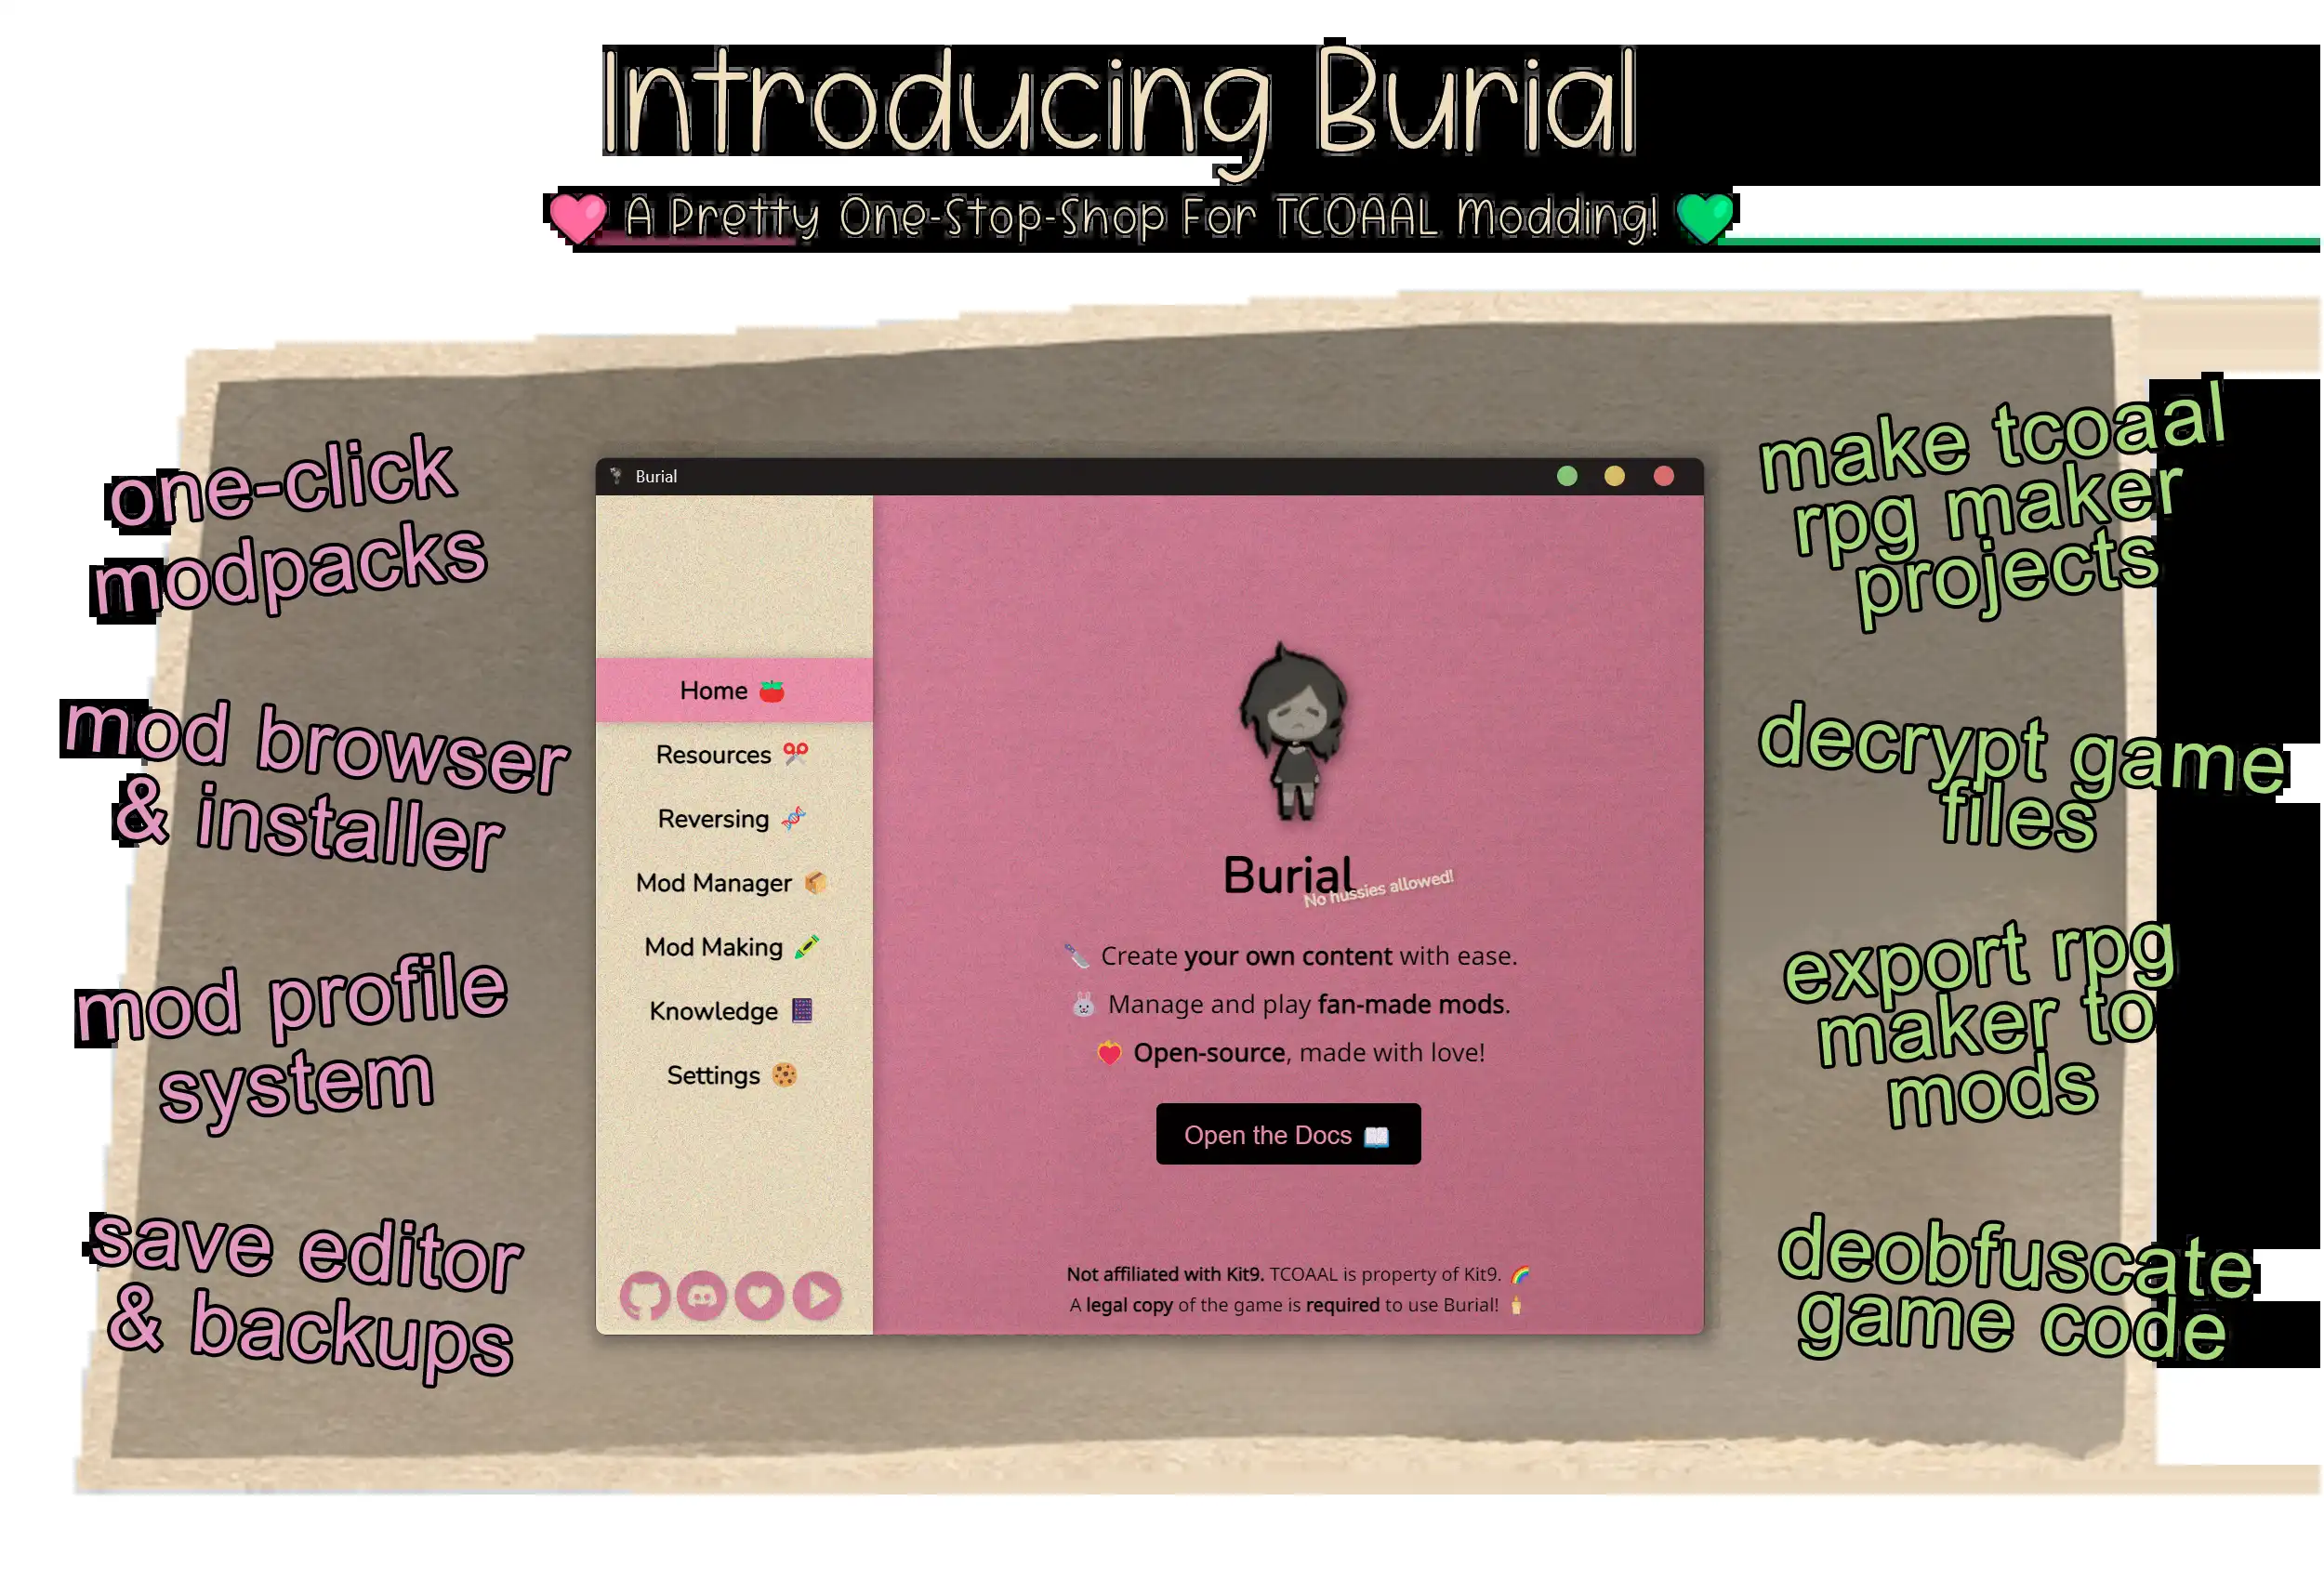 Introducing Burial
🩷 A Pretty One-Stop-Shop For TCOAAL Modding! 💚
one-click
modpacks
mod browser
& installer
mod profile
system
save editor
& backups
Burial
Home 🍅
Resources ✂️
Reversing 🧬
Mod Manager 📦
Mod Making 🖍️
Knowledge 📓
Settings 🍪
Burial
No hussies allowed!
🔪 Create your own content with ease.
🐰 Manage and play fan-made mods.
❤️‍🔥 Open-source, made with love!
Open the Docs 📖
Not affiliated with Kit9. TCOAAL is property of Kit9. 🌈
A legal copy of the game is required to use Burial! 🕯️
make tcoaal
rpg maker
projects
decrypt game
files
export rpg
maker to
mods
deobfuscate
game code